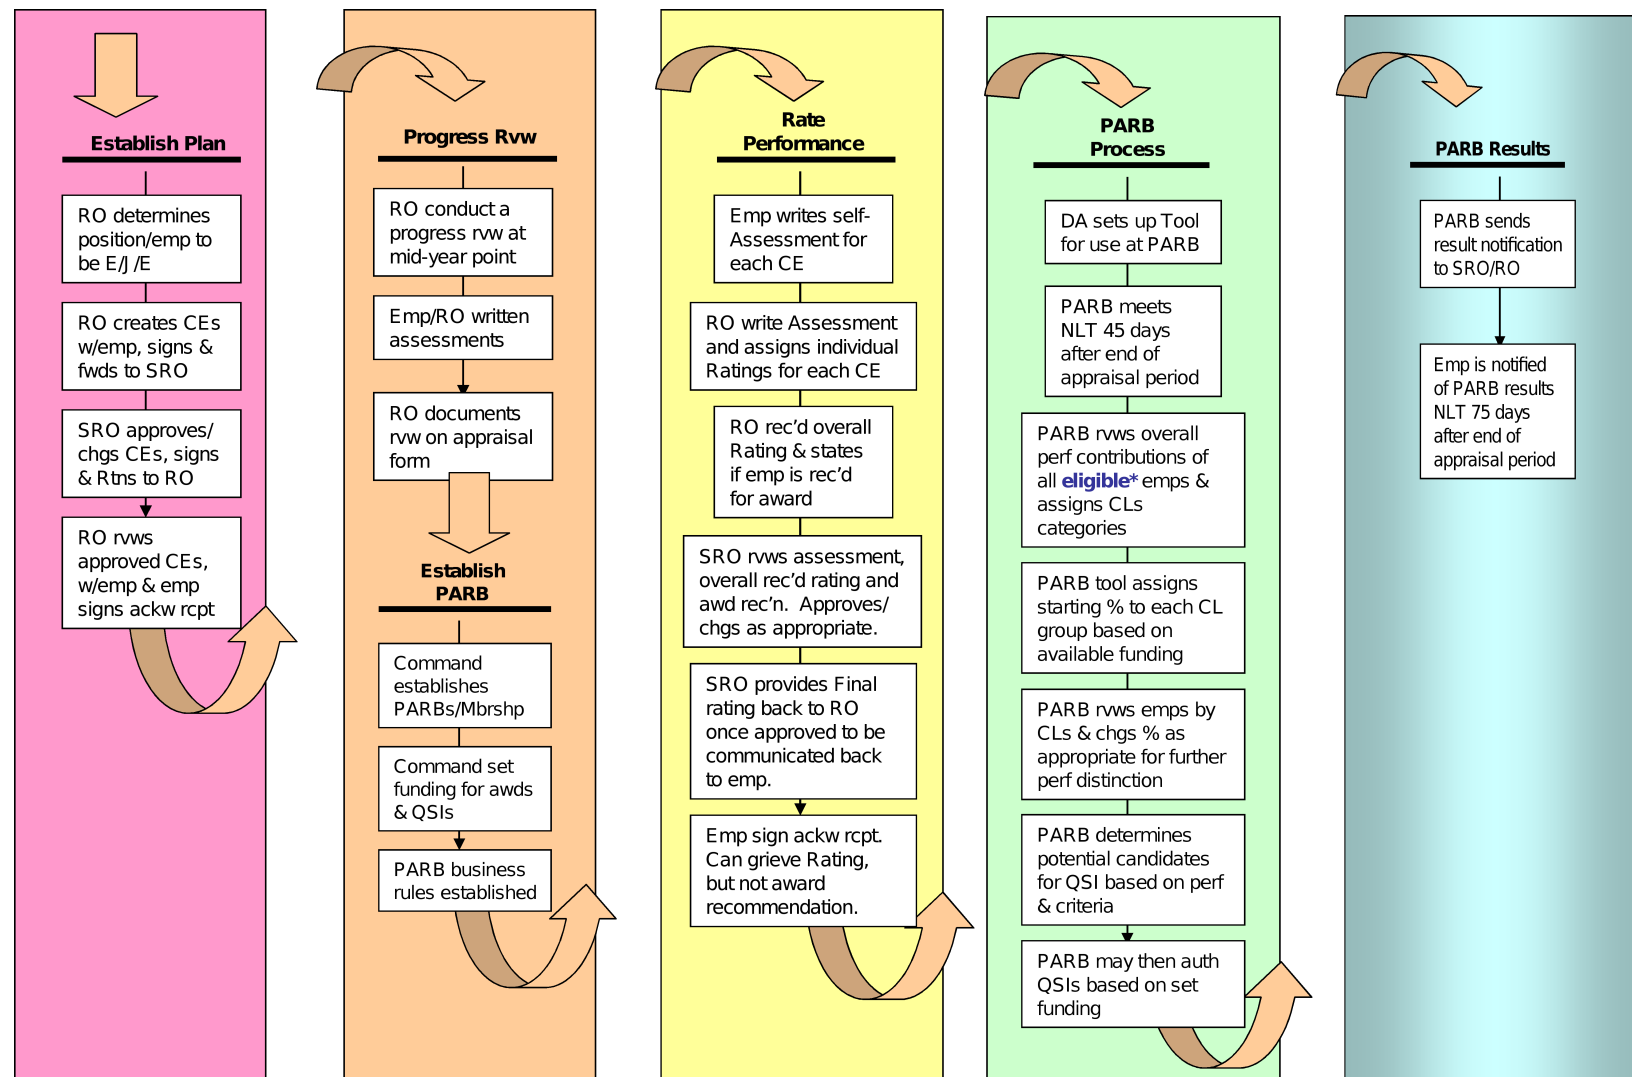 Establish Plan
RO determines
position/emp to
be E/J/E
RO creates CEs
w/emp, signs &
fwds to SRO
SRO approves/
chgs CEs, signs
& Rtns to RO
RO rvws
approved CEs,
w/emp & emp
signs ackw rcpt
Progress Rvw
RO conduct a
progress rvw at
mid-year point
Emp/RO written
assessments
RO documents
rvw on appraisal
form
Establish
PARB
Command
establishes
PARBs/Mbrshp
Command set
funding for awds
& QSIs
PARB business
rules established
Rate
Performance
Emp writes self-
Assessment for
each CE
RO write Assessment
and assigns individual
Ratings for each CE
RO rec’d overall
Rating & states
if emp is rec’d
for award
SRO rvws assessment,
overall rec’d rating and
awd rec’n.  Approves/
chgs as appropriate.
SRO provides Final
rating back to RO
once approved to be
communicated back
to emp.
Emp sign ackw rcpt.
Can grieve Rating,
but not award
recommendation.
PARB
Process
DA sets up Tool
for use at PARB
PARB meets
NLT 45 days
after end of
appraisal period
PARB rvws overall
perf contributions of
all eligible* emps &
assigns CLs
categories
PARB tool assigns
starting % to each CL
group based on
available funding
PARB rvws emps by
CLs & chgs % as
appropriate for further
perf distinction
PARB determines
potential candidates
for QSI based on perf
& criteria
PARB may then auth
QSIs based on set
funding
PARB Results
PARB sends
result notification
to SRO/RO
Emp is notified
of PARB results
NLT 75 days
after end of
appraisal period